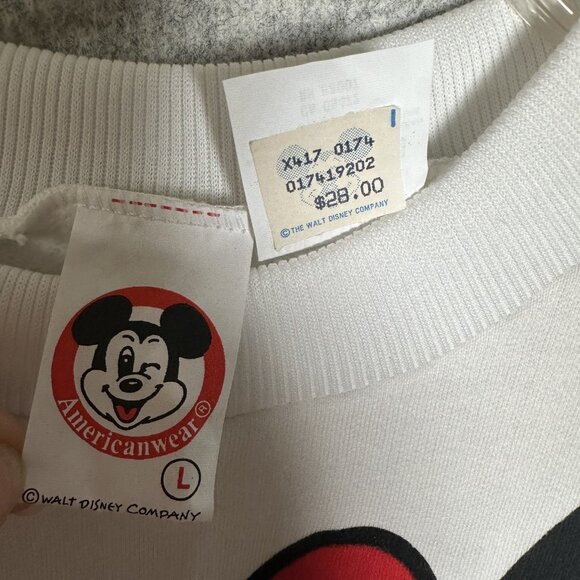 X417 0174
017419202
$28.00
©THE WALT DISNEY COMPANY
Americanwear®
L
©WALT DISNEY COMPANY